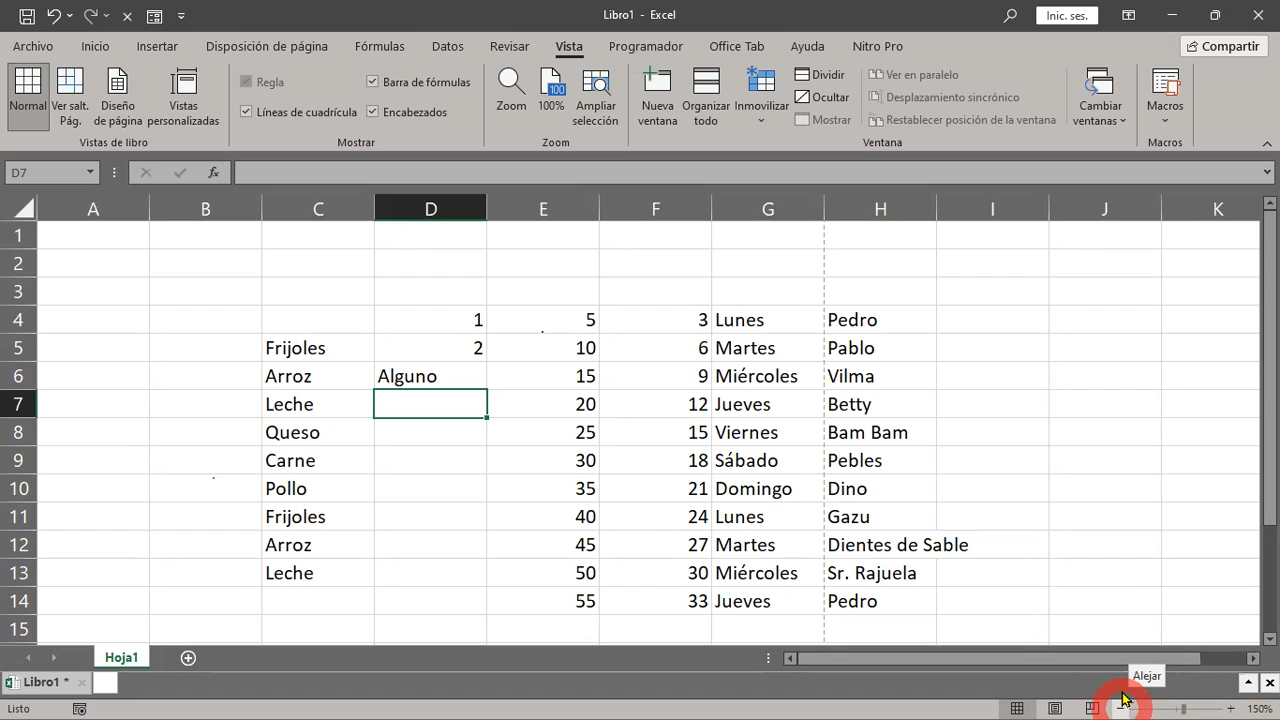 Libro1 - Excel
Inic. ses.
Archivo Inicio Insertar Disposición de página Fórmulas Datos Revisar Vista Programador Office Tab Ayuda Nitro Pro Compartir
Normal
Ver salt. Pág.
Diseño de página
Vistas personalizadas
Vistas de libro
Regla
Barra de fórmulas
Líneas de cuadrícula
Encabezados
Mostrar
Zoom
100
100%
Ampliar selección
Zoom
Nueva ventana
Organizar todo
Inmovilizar
Dividir
Ocultar
Mostrar
Ver en paralelo
Desplazamiento sincrónico
Restablecer posición de la ventana
Cambiar ventanas
Ventana
Macros
Macros
D7 fx
A B C D E F G H I J K
1
2
3
4 1 5 3 Lunes Pedro
5 Frijoles 2 10 6 Martes Pablo
6 Arroz Alguno 15 9 Miércoles Vilma
7 Leche 20 12 Jueves Betty
8 Queso 25 15 Viernes Bam Bam
9 Carne 30 18 Sábado Pebles
10 Pollo 35 21 Domingo Dino
11 Frijoles 40 24 Lunes Gazu
12 Arroz 45 27 Martes Dientes de Sable
13 Leche 50 30 Miércoles Sr. Rajuela
14 55 33 Jueves Pedro
15
Hoja1
Alejar
Libro1 *
Listo
150%